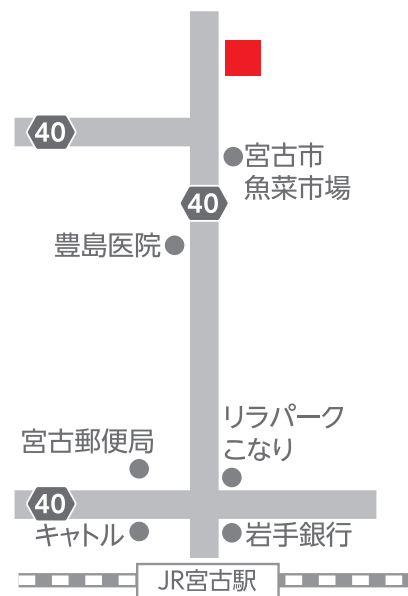 40
宮古市
魚菜市場
40
豊島医院
リラパーク
こなり
宮古郵便局
40
キャトル
岩手銀行
JR宮古駅